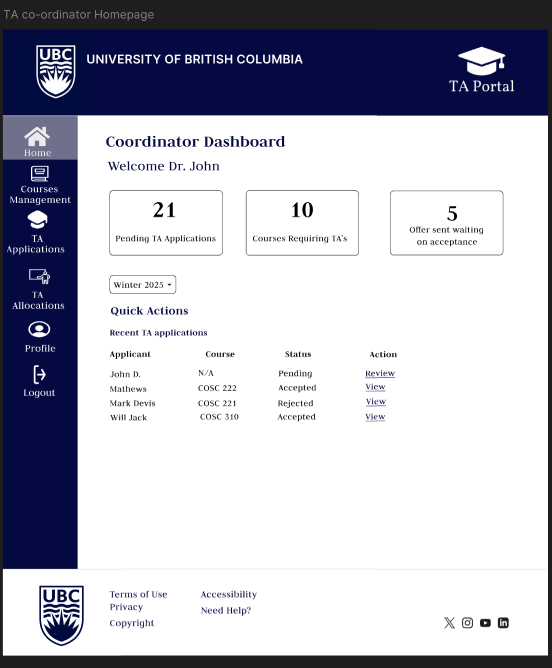 TA co-ordinator Homepage
UBC
UNIVERSITY OF BRITISH COLUMBIA
TA Portal
Home
Courses
Management
TA
Applications
TA
Allocations
Profile
Logout
Coordinator Dashboard
Welcome Dr. John
21
Pending TA Applications
10
Courses Requiring TA's
5
Offer sent waiting
on acceptance
Winter 2025
Quick Actions
Recent TA applications
Applicant Course Status Action
John D. N/A Pending Review
Mathews COSC 222 Accepted View
Mark Devis COSC 221 Rejected View
Will Jack COSC 310 Accepted View
UBC
Terms of Use
Privacy
Copyright
Accessibility
Need Help?